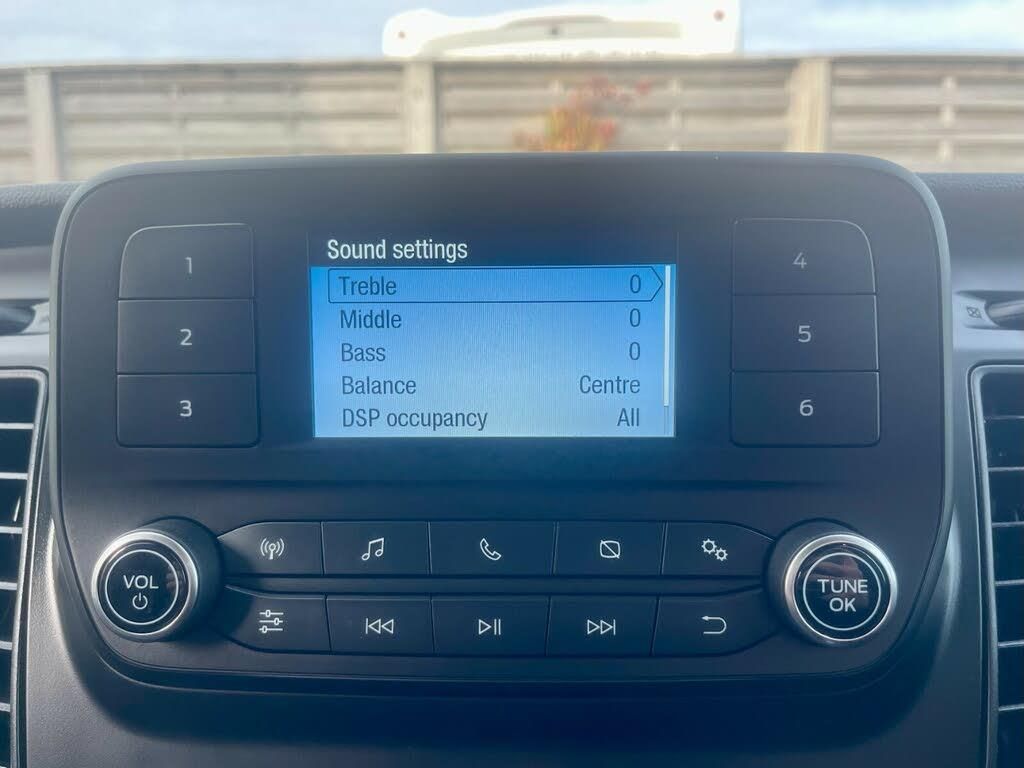 Sound settings
Treble 0
Middle 0
Bass 0
Balance Centre
DSP occupancy All
1
2
3
4
5
6
VOL
TUNE
OK